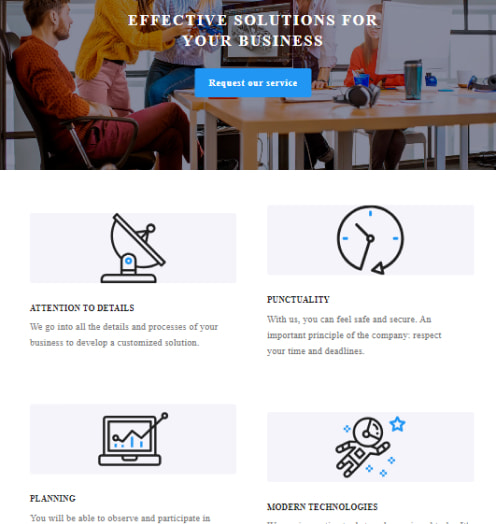 EFFECTIVE SOLUTIONS FOR
YOUR BUSINESS
Request our service
ATTENTION TO DETAILS
We go into all the details and processes of your
business to develop a customized solution.
PUNCTUALITY
With us, you can feel safe and secure. An
important principle of the company: respect
your time and deadlines.
PLANNING
You will be able to observe and participate in
MODERN TECHNOLOGIES